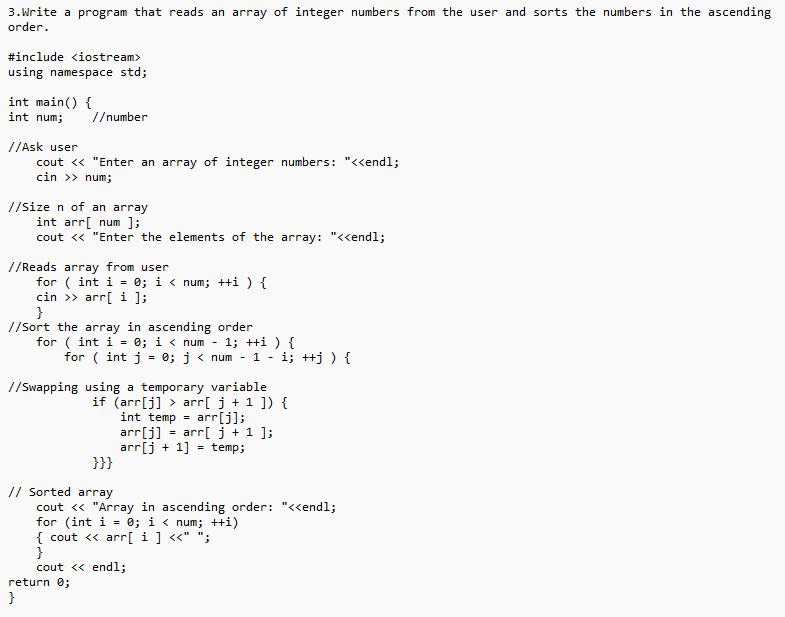 3.Write a program that reads an array of integer numbers from the user and sorts the numbers in the ascending
order.

#include <iostream>
using namespace std;

int main() {
int num;    //number

//Ask user
    cout << "Enter an array of integer numbers: "<<endl;
    cin >> num;

//Size n of an array
    int arr[ num ];
    cout << "Enter the elements of the array: "<<endl;

//Reads array from user
    for ( int i = 0; i < num; ++i ) {
    cin >> arr[ i ];
    }
//Sort the array in ascending order
    for ( int i = 0; i < num - 1; ++i ) {
        for ( int j = 0; j < num - 1 - i; ++j ) {

//Swapping using a temporary variable
            if (arr[j] > arr[ j + 1 ]) {
                int temp = arr[j];
                arr[j] = arr[ j + 1 ];
                arr[j + 1] = temp;
            }}}

// Sorted array
    cout << "Array in ascending order: "<<endl;
    for (int i = 0; i < num; ++i)
    { cout << arr[ i ] <<" ";
    }
    cout << endl;
return 0;
}